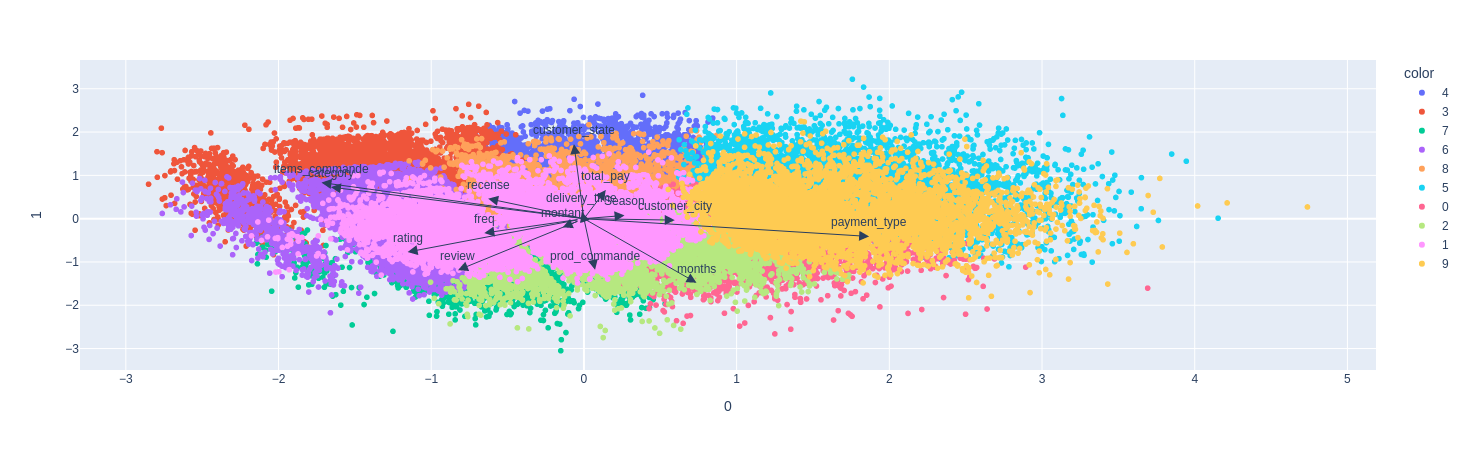 color
4
3
7
6
8
5
0
2
1
9
3
2
1
0
−1
−2
−3
1
customer_state
items_commande
category
recense
total_pay
delivery_time
season
customer_city
montant
freq
payment_type
rating
review
prod_commande
months
−3
−2
−1
0
1
2
3
4
5
0